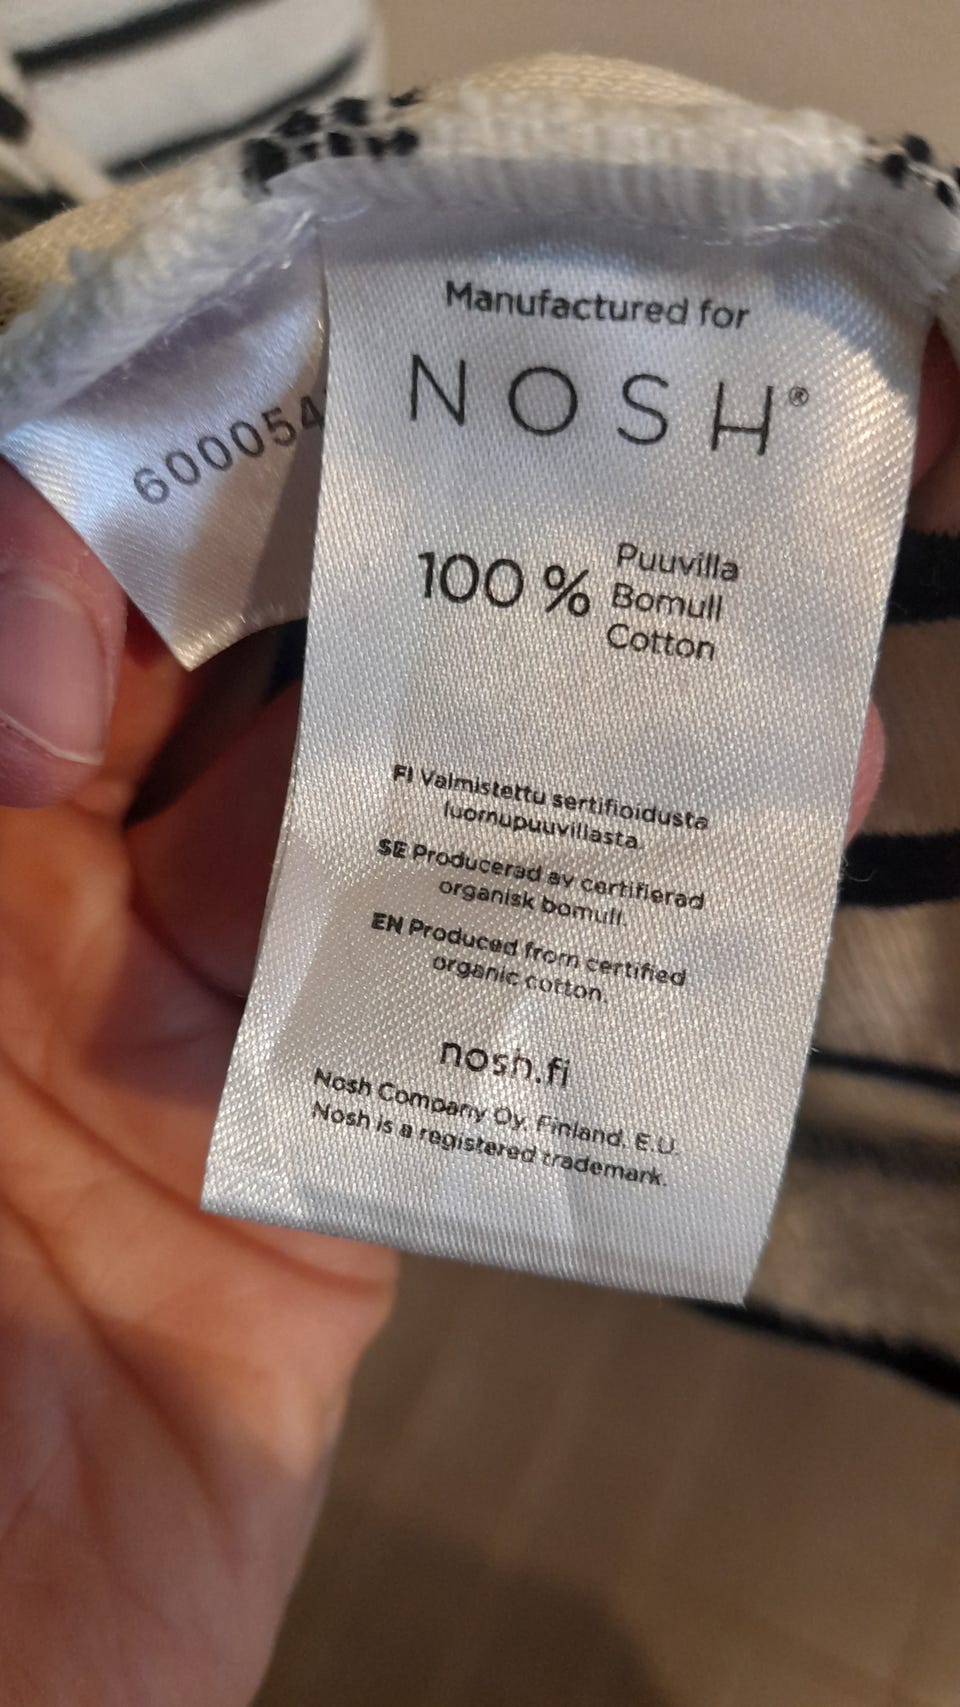 Manufactured for
NOSH®
100 % Puuvilla
Bomull
Cotton
FI Valmistettu sertifioidusta
luomupuuvillasta.
SE Producerad av certifierad
organisk bomull.
EN Produced from certified
organic cotton.
nosh.fi
Nosh Company Oy. Finland. E.U.
Nosh is a registered trademark.
600054